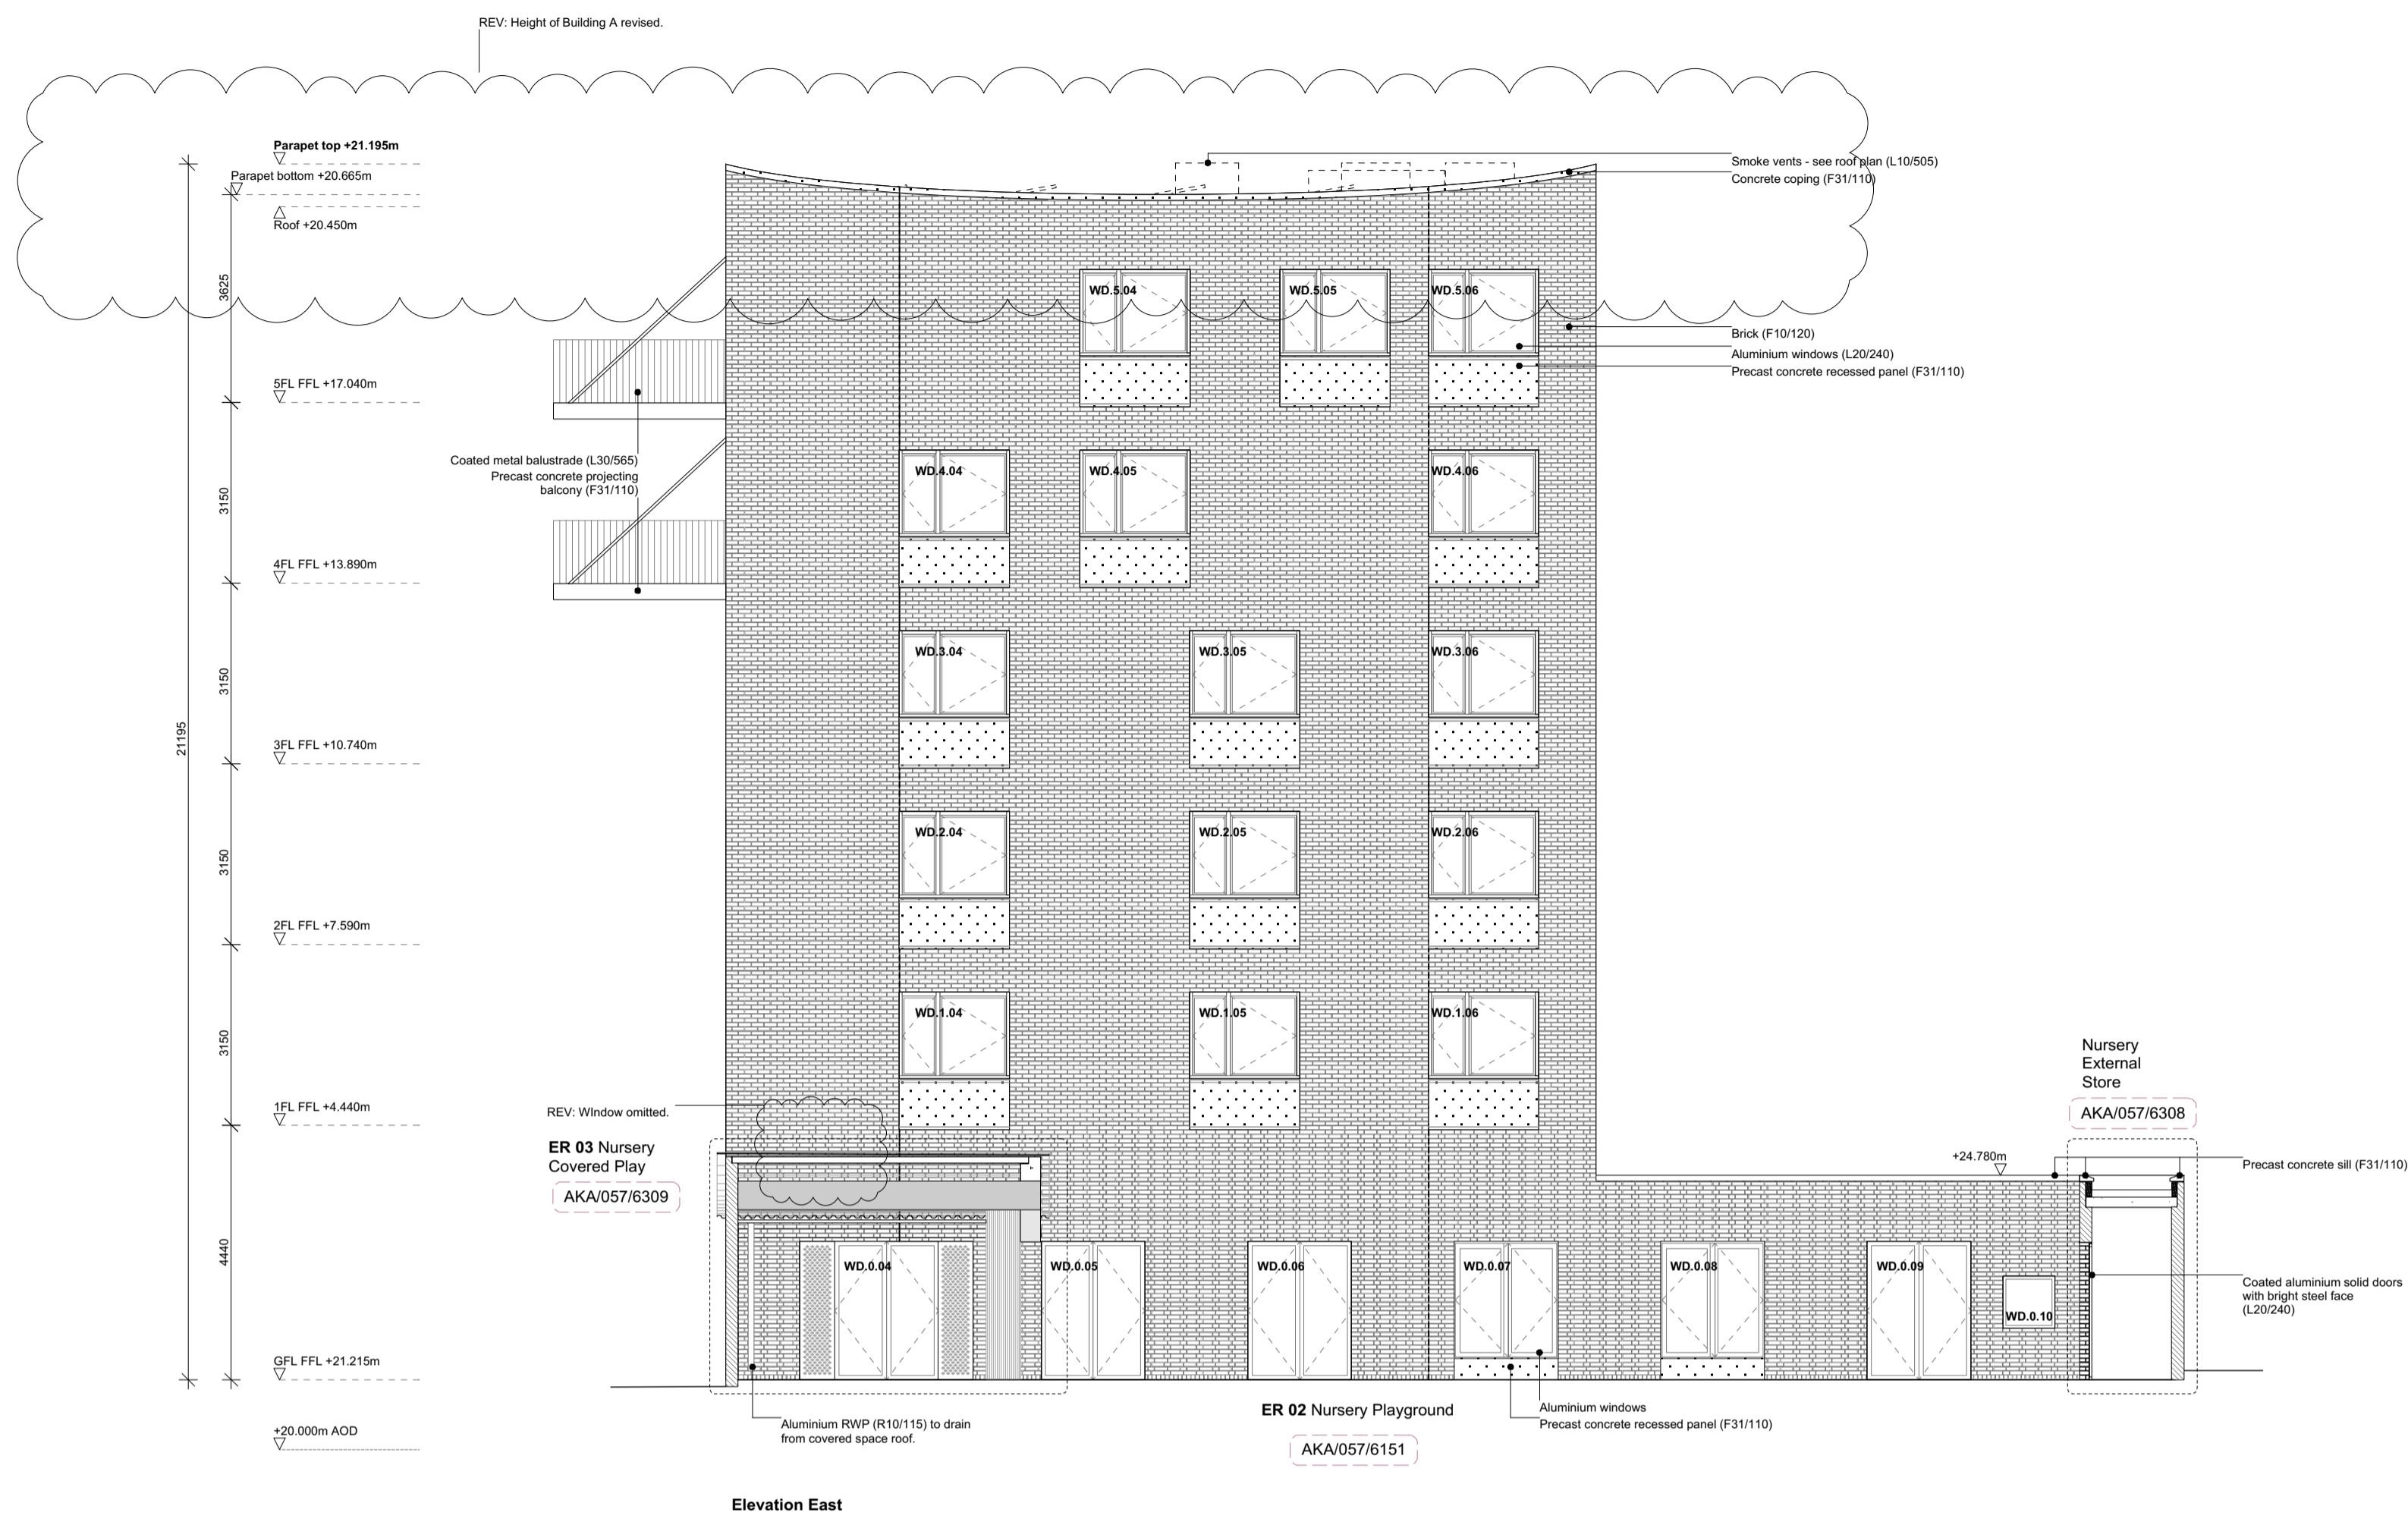 REV: Height of Building A revised.
Parapet top +21.195m
Parapet bottom +20.665m
Roof +20.450m
Smoke vents - see roof plan (L10/505)
Concrete coping (F31/110)
3625
WD.5.04
WD.5.05
WD.5.06
Brick (F10/120)
Aluminium windows (L20/240)
Precast concrete recessed panel (F31/110)
5FL FFL +17.040m
Coated metal balustrade (L30/565)
Precast concrete projecting
balcony (F31/110)
WD.4.04
WD.4.05
WD.4.06
3150
4FL FFL +13.890m
WD.3.04
WD.3.05
WD.3.06
3150
21195
3FL FFL +10.740m
WD.2.04
WD.2.05
WD.2.06
3150
2FL FFL +7.590m
WD.1.04
WD.1.05
WD.1.06
3150
1FL FFL +4.440m
REV: WIndow omitted.
Nursery
External
Store
AKA/057/6308
ER 03 Nursery
Covered Play
AKA/057/6309
+24.780m
Precast concrete sill (F31/110)
4440
WD.0.04
WD.0.05
WD.0.06
WD.0.07
WD.0.08
WD.0.09
WD.0.10
Coated aluminium solid doors
with bright steel face
(L20/240)
GFL FFL +21.215m
Aluminium RWP (R10/115) to drain
from covered space roof.
ER 02 Nursery Playground
AKA/057/6151
Aluminium windows
Precast concrete recessed panel (F31/110)
+20.000m AOD
Elevation East